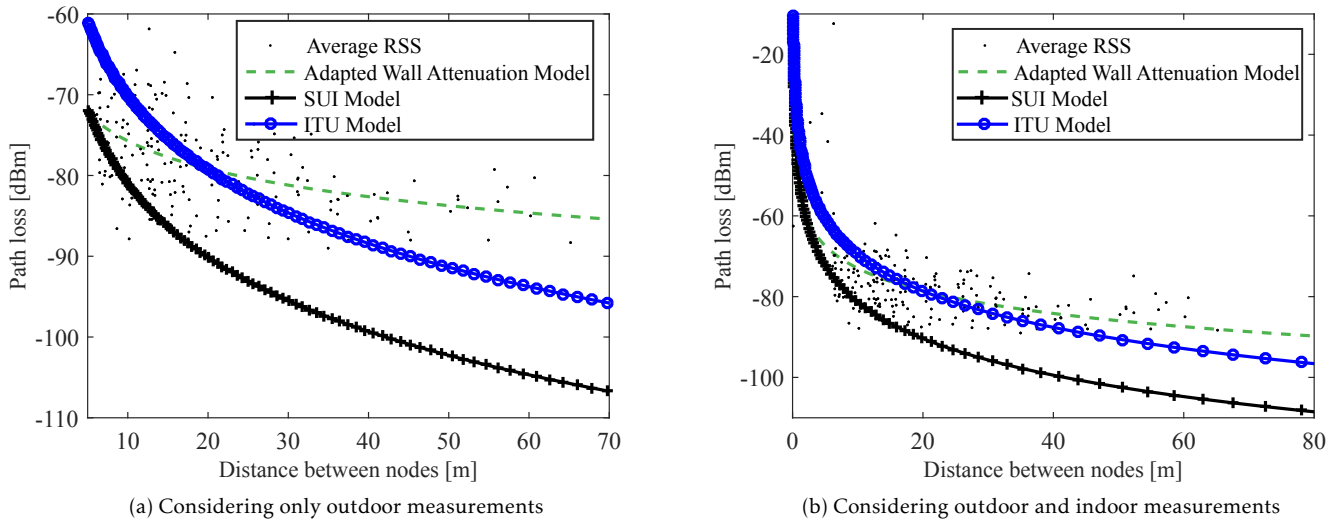 -60
-70
-80
-90
-100
-110
Path loss [dBm]
10 20 30 40 50 60 70
Distance between nodes [m]
Average RSS
Adapted Wall Attenuation Model
SUI Model
ITU Model
(a) Considering only outdoor measurements
-20
-40
-60
-80
-100
Path loss [dBm]
0 20 40 60 80
Distance between nodes [m]
Average RSS
Adapted Wall Attenuation Model
SUI Model
ITU Model
(b) Considering outdoor and indoor measurements